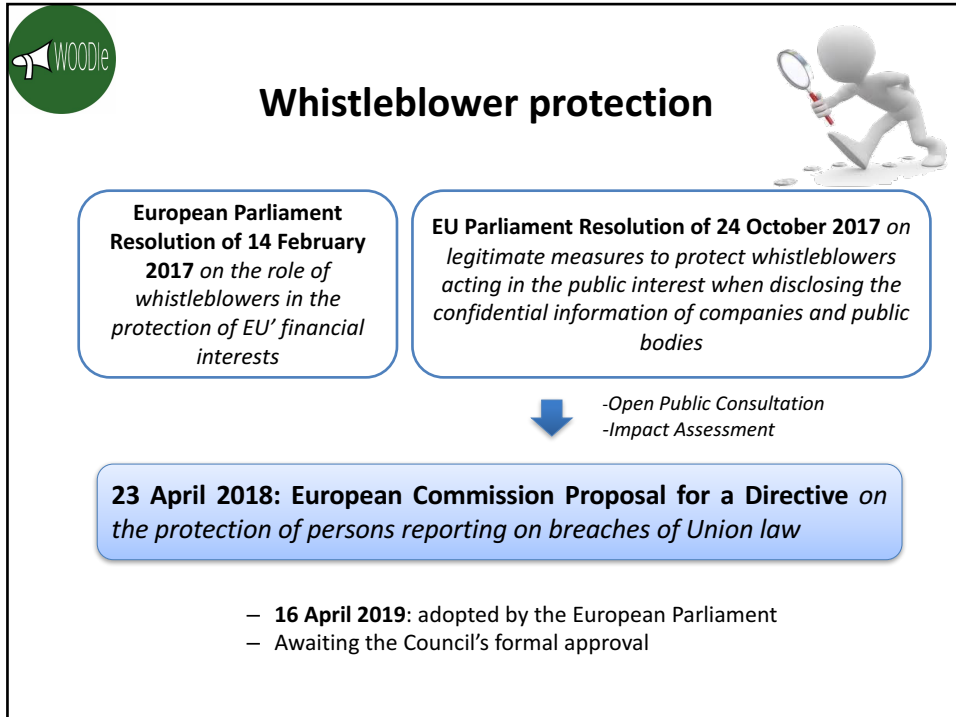 WOODIe
Whistleblower protection
European Parliament
Resolution of 14 February
2017 on the role of
whistleblowers in the
protection of EU’ financial
interests
EU Parliament Resolution of 24 October 2017 on
legitimate measures to protect whistleblowers
acting in the public interest when disclosing the
confidential information of companies and public
bodies
-Open Public Consultation
-Impact Assessment
23 April 2018: European Commission Proposal for a Directive on
the protection of persons reporting on breaches of Union law
– 16 April 2019: adopted by the European Parliament
– Awaiting the Council’s formal approval